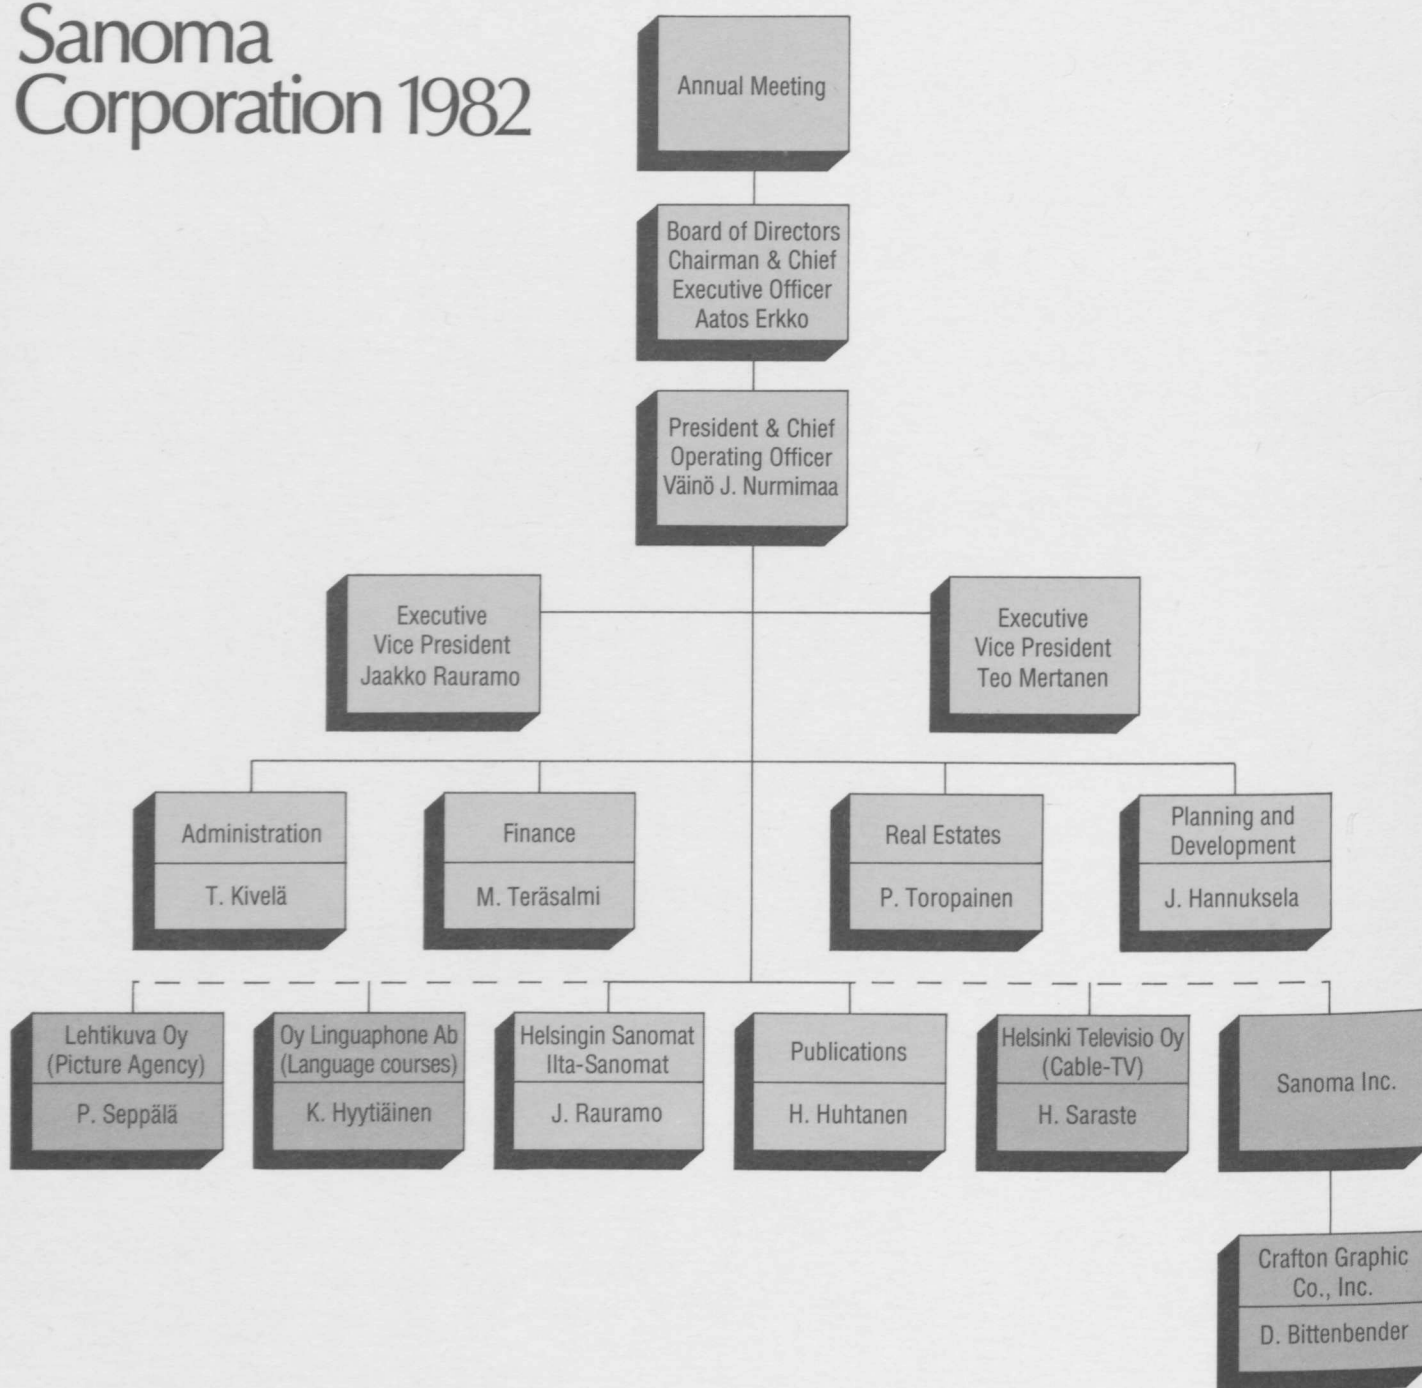 Sanoma
Corporation 1982
Annual Meeting
Board of Directors
Chairman & Chief
Executive Officer
Aatos Erkko
President & Chief
Operating Officer
Väinö J. Nurmimaa
Executive
Vice President
Jaakko Rauramo
Executive
Vice President
Teo Mertanen
Administration
T. Kivelä
Finance
M. Teräsalmi
Real Estates
P. Toropainen
Planning and
Development
J. Hannuksela
Lehtikuva Oy
(Picture Agency)
P. Seppälä
Oy Linguaphone Ab
(Language courses)
K. Hyytiäinen
Helsingin Sanomat
Ilta-Sanomat
J. Rauramo
Publications
H. Huhtanen
Helsinki Televisio Oy
(Cable-TV)
H. Saraste
Sanoma Inc.
Crafton Graphic
Co., Inc.
D. Bittenbender